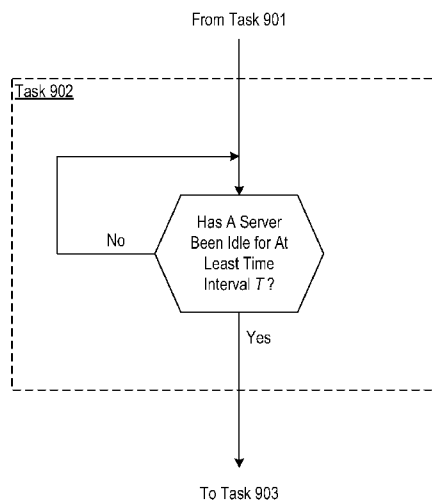 From Task 901
Task 902
Has A Server
Been Idle for At
Least Time
Interval T ?
No
Yes
To Task 903